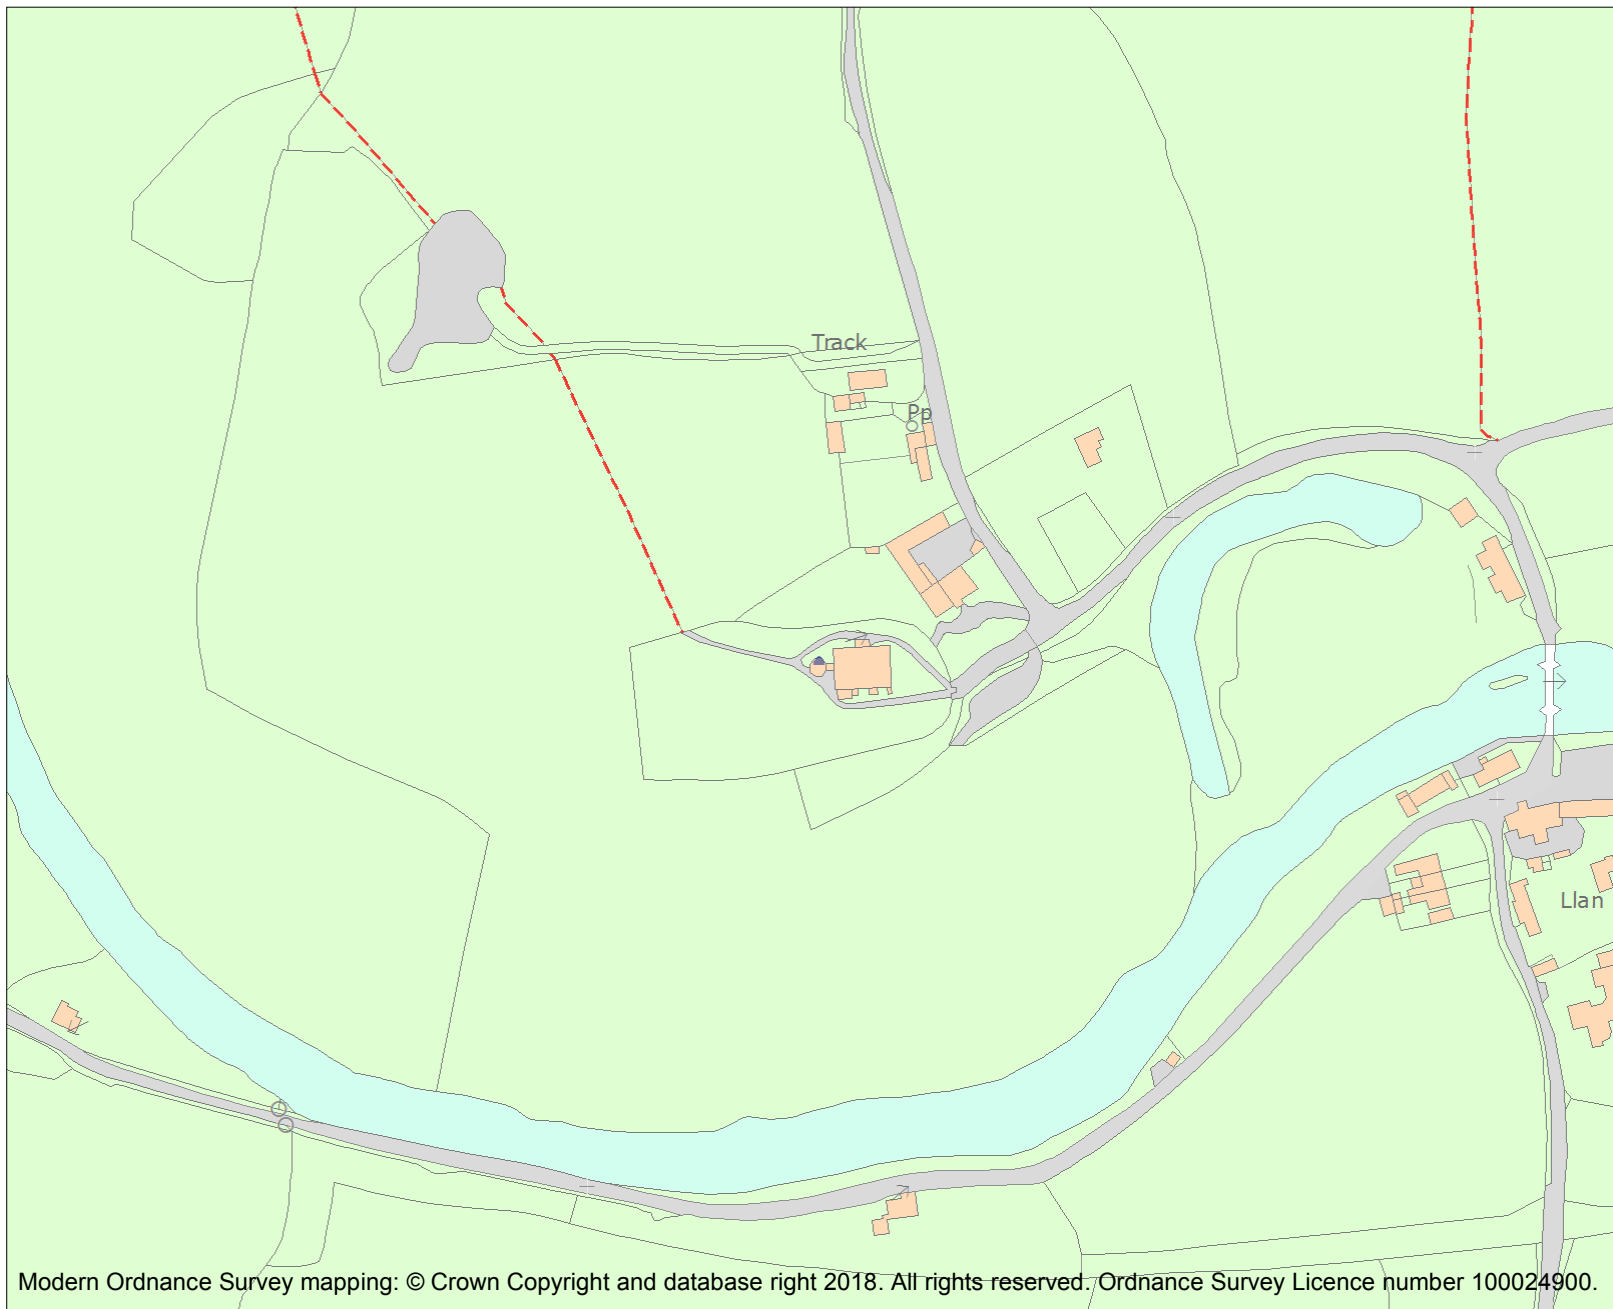 Track
Pp
Llan
Modern Ordnance Survey mapping: © Crown Copyright and database right 2018. All rights reserved. Ordnance Survey Licence number 100024900.